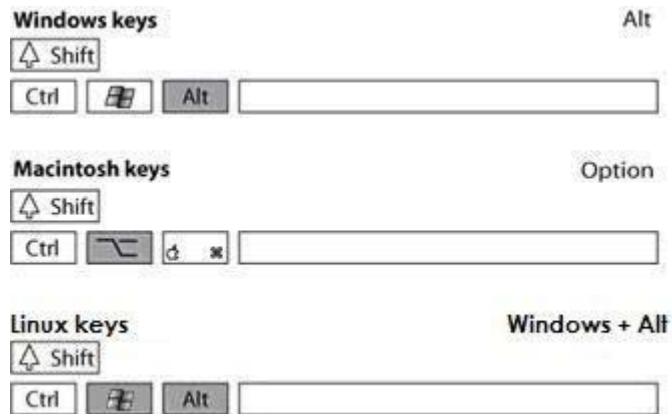 Windows keys Alt
Shift
Ctrl Alt
Macintosh keys Option
Shift
Ctrl ⌥ ⌘
Linux keys Windows + Alt
Shift
Ctrl Alt